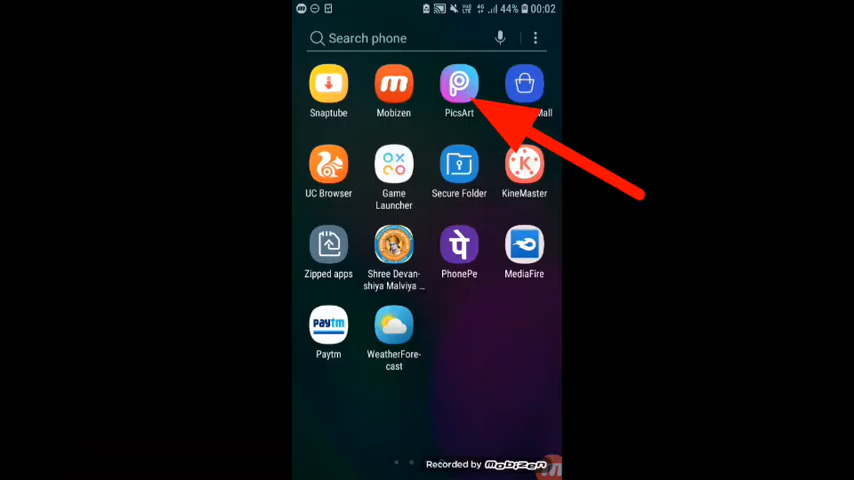 44% 00:02
Search phone
Snaptube
Mobizen
PicsArt
Mall
UC Browser
Game
Launcher
Secure Folder
KineMaster
Zipped apps
Shree Devan-
shiya Malviya ...
PhonePe
MediaFire
Paytm
WeatherFore-
cast
पे
paytm
Recorded by mobizen